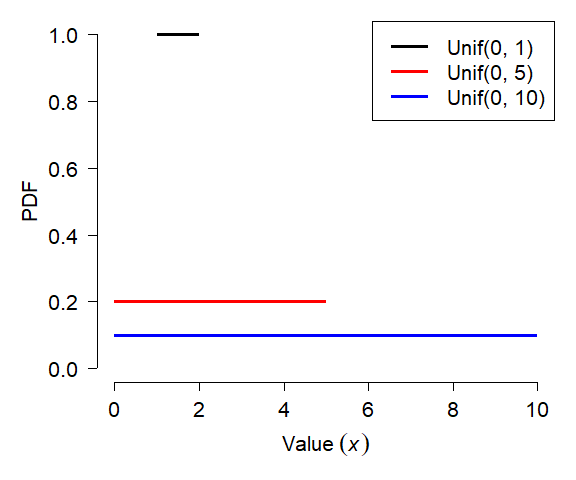 1.0
0.8
0.6
0.4
0.2
0.0
PDF
Unif(0, 1)
Unif(0, 5)
Unif(0, 10)
0 2 4 6 8 10
Value (x)